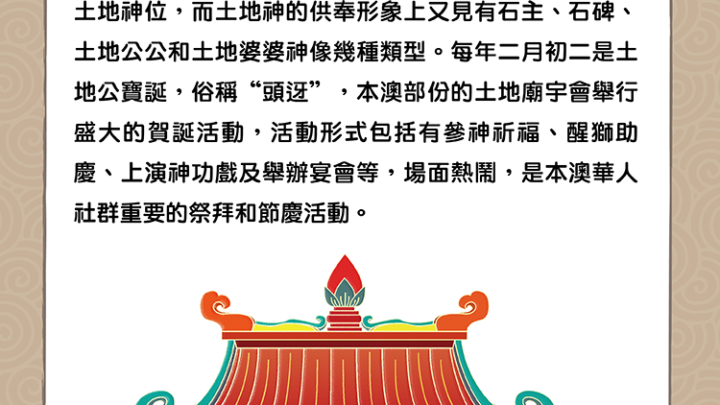 土地神位，而土地神的供奉形象上又見有石主、石碑、
土地公公和土地婆婆神像幾種類型。每年二月初二是土
地公寶誕，俗稱“頭迓”，本澳部份的土地廟宇會舉行
盛大的賀誕活動，活動形式包括有參神祈福、醒獅助
慶、上演神功戲及舉辦宴會等，場面熱鬧，是本澳華人
社群重要的祭拜和節慶活動。